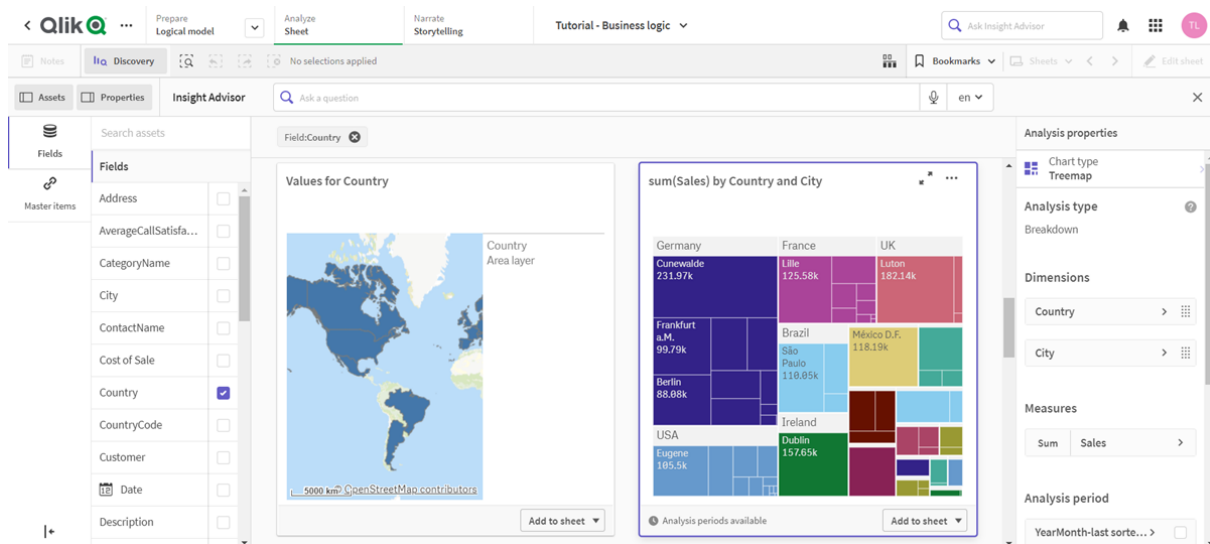 Qlik
Prepare
Logical model
Analyze
Sheet
Narrate
Storytelling
Tutorial - Business logic
Ask Insight Advisor
TL
Notes
Discovery
No selections applied
Bookmarks
Sheets
Edit sheet
Assets
Properties
Insight Advisor
Ask a question
en
Fields
Master items
Search assets
Fields
Address
AverageCallSatisfa...
CategoryName
City
ContactName
Cost of Sale
Country
CountryCode
Customer
12
Date
Description
Field:Country
Values for Country
Country
Area layer
5000 km
© OpenStreetMap contributors
Add to sheet
sum(Sales) by Country and City
Germany
France
UK
Cunewalde
231.97k
Lille
125.58k
Luton
182.14k
Frankfurt
a.M.
99.79k
Brazil
São
Paulo
110.05k
México D.F.
118.19k
Berlin
88.08k
USA
Eugene
105.5k
Ireland
Dublin
157.65k
Analysis periods available
Add to sheet
Analysis properties
Chart type
Treemap
Analysis type
Breakdown
Dimensions
Country
City
Measures
Sum Sales
Analysis period
YearMonth-last sorte...